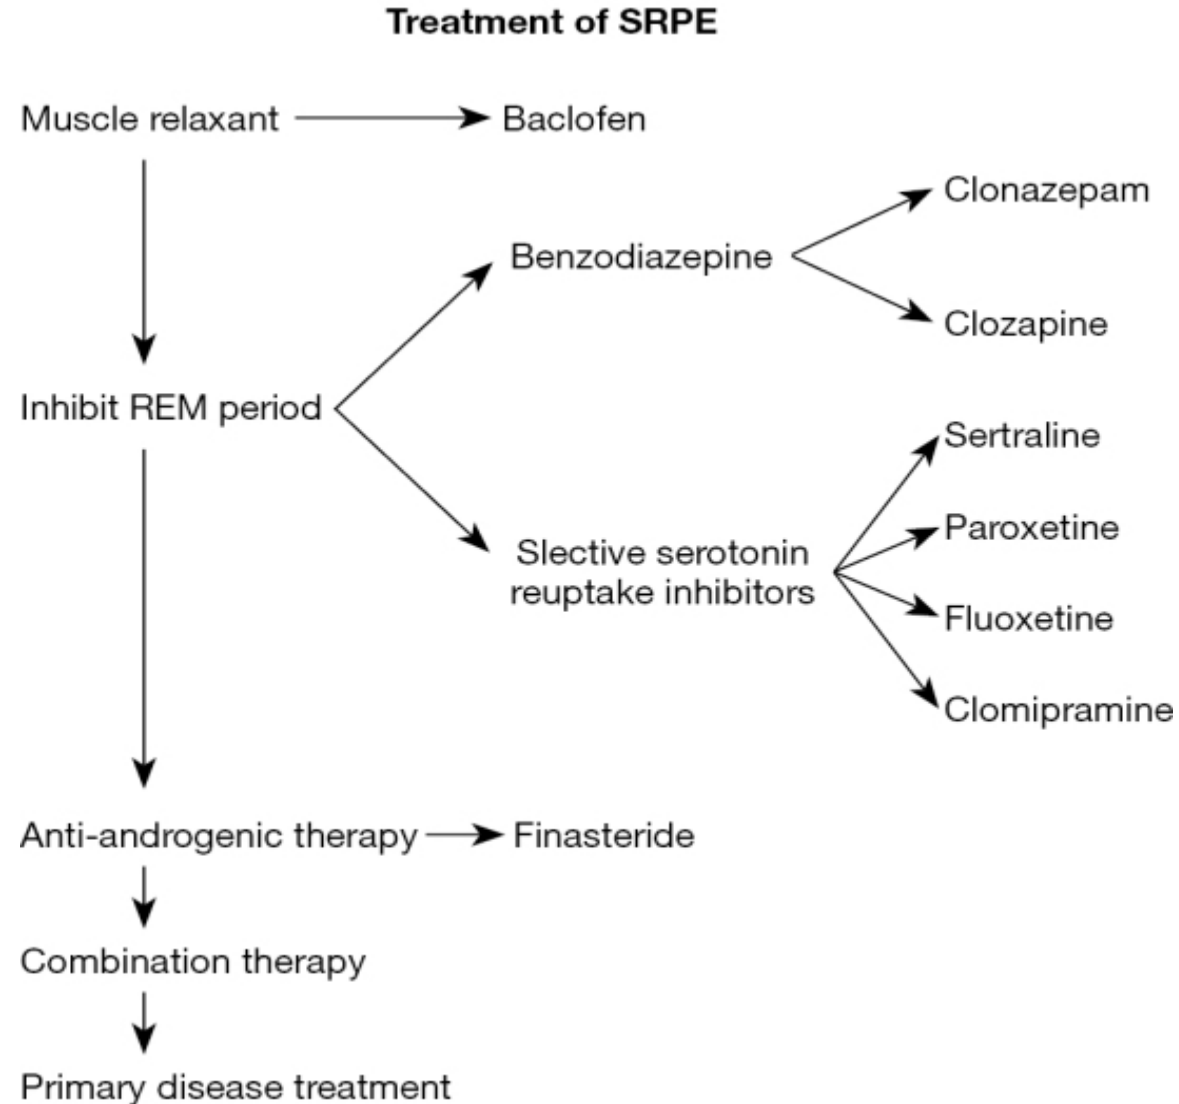 Treatment of SRPE
Muscle relaxant
Baclofen
Clonazepam
Benzodiazepine
Clozapine
Inhibit REM period
Sertraline
Paroxetine
Slective serotonin
reuptake inhibitors
Fluoxetine
Clomipramine
Anti-androgenic therapy
Finasteride
Combination therapy
Primary disease treatment